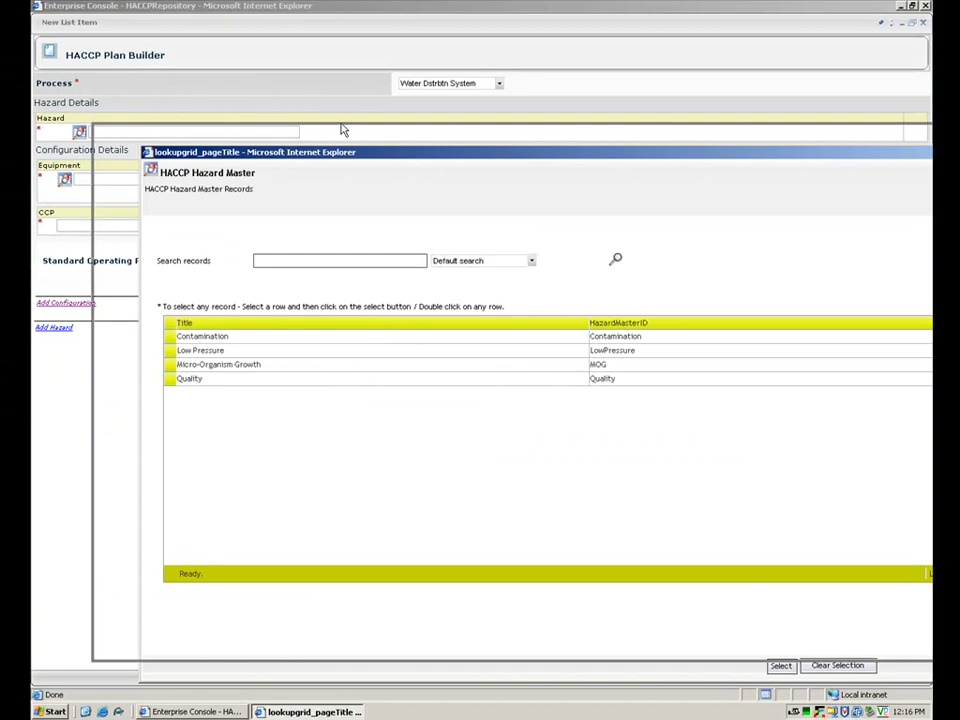 Enterprise Console - HACCPRepository - Microsoft Internet Explorer
New List Item
HACCP Plan Builder
Process *
Water Dstrbtn System
Hazard Details
Hazard
*
Configuration Details
Equipment
*
CCP
*
Standard Operating P
Add Configuration
Add Hazard
lookupgrid_pageTitle - Microsoft Internet Explorer
HACCP Hazard Master
HACCP Hazard Master Records
Search records
Default search
* To select any record - Select a row and then click on the select button / Double click on any row.
Title HazardMasterID
Contamination Contamination
Low Pressure LowPressure
Micro-Organism Growth MOG
Quality Quality
Ready.
Select Clear Selection
Done
Local intranet
Start
Enterprise Console - HA...
lookupgrid_pageTitle ...
12:16 PM